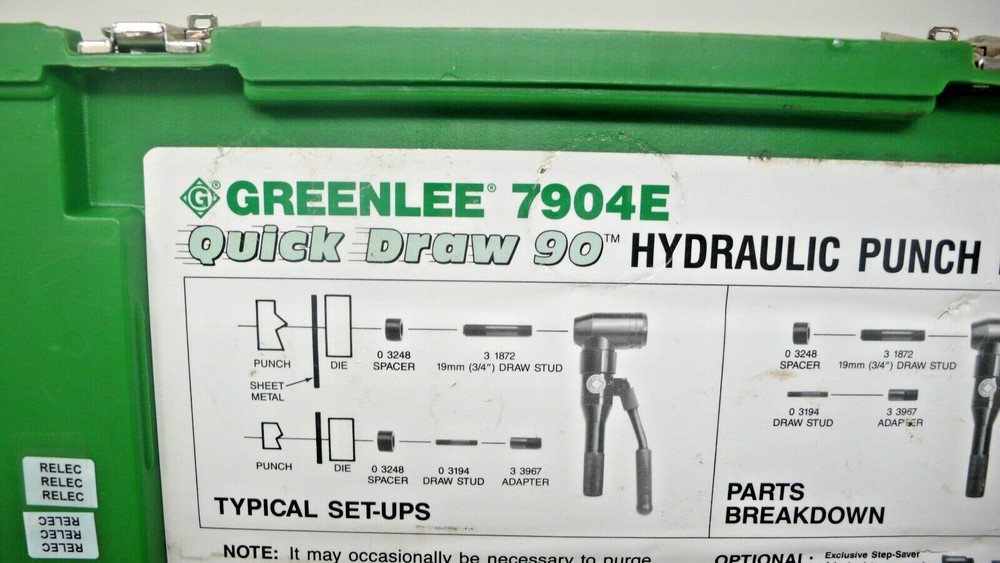 G® GREENLEE® 7904E
Quick Draw 90™ HYDRAULIC PUNCH
PUNCH
DIE
0 3248
SPACER
3 1872
19mm (3/4") DRAW STUD
SHEET
METAL
PUNCH
DIE
0 3248
SPACER
0 3194
DRAW STUD
3 3967
ADAPTER
TYPICAL SET-UPS
0 3248
SPACER
3 1872
19mm (3/4") DRAW STUD
0 3194
DRAW STUD
3 3967
ADAPTER
PARTS
BREAKDOWN
NOTE: It may occasionally be necessary to purge
OPTIONAL: Exclusive Step-Saver
RELEC
RELEC
RELEC
RELEC
RELEC
RELEC